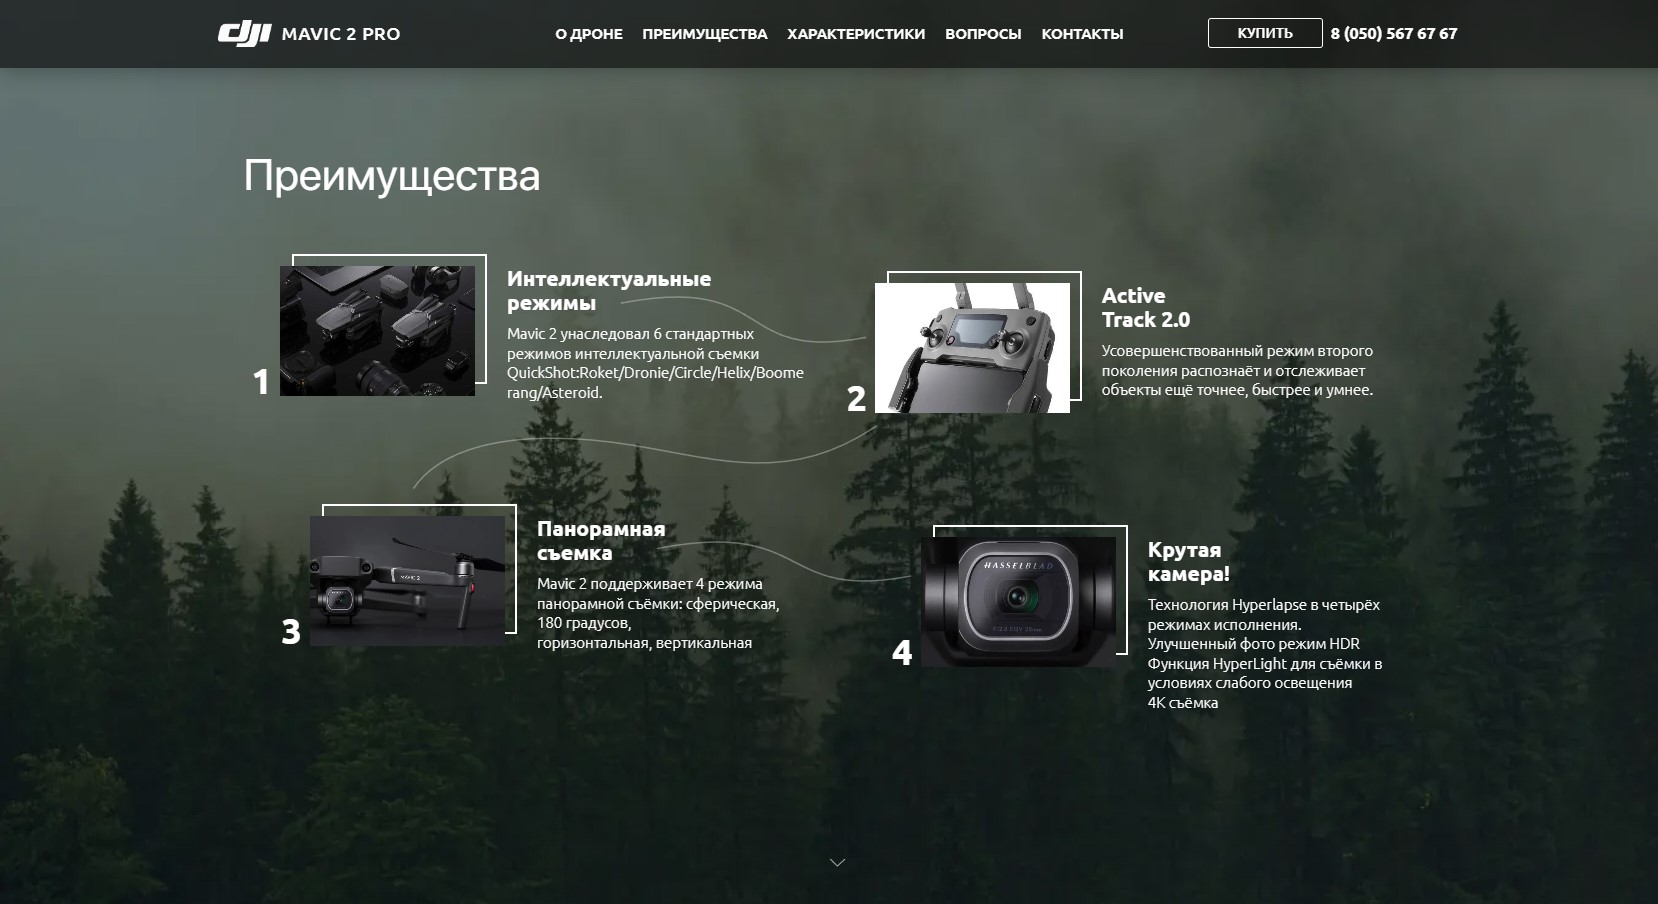 dji MAVIC 2 PRO
О ДРОНЕ ПРЕИМУЩЕСТВА ХАРАКТЕРИСТИКИ ВОПРОСЫ КОНТАКТЫ
КУПИТЬ 8 (050) 567 67 67
Преимущества
1
Интеллектуальные
режимы
Mavic 2 унаследовал 6 стандартных
режимов интеллектуальной съемки
QuickShot:Roket/Dronie/Circle/Helix/Boome
rang/Asteroid.
2
Active
Track 2.0
Усовершенствованный режим второго
поколения распознаёт и отслеживает
объекты ещё точнее, быстрее и умнее.
3
MAVIC 2
Панорамная
съемка
Mavic 2 поддерживает 4 режима
панорамной съёмки: сферическая,
180 градусов,
горизонтальная, вертикальная
4
HASSELBLAD
Крутая
камера!
Технология Hyperlapse в четырёх
режимах исполнения.
Улучшенный фото режим HDR
Функция HyperLight для съёмки в
условиях слабого освещения
4K съёмка